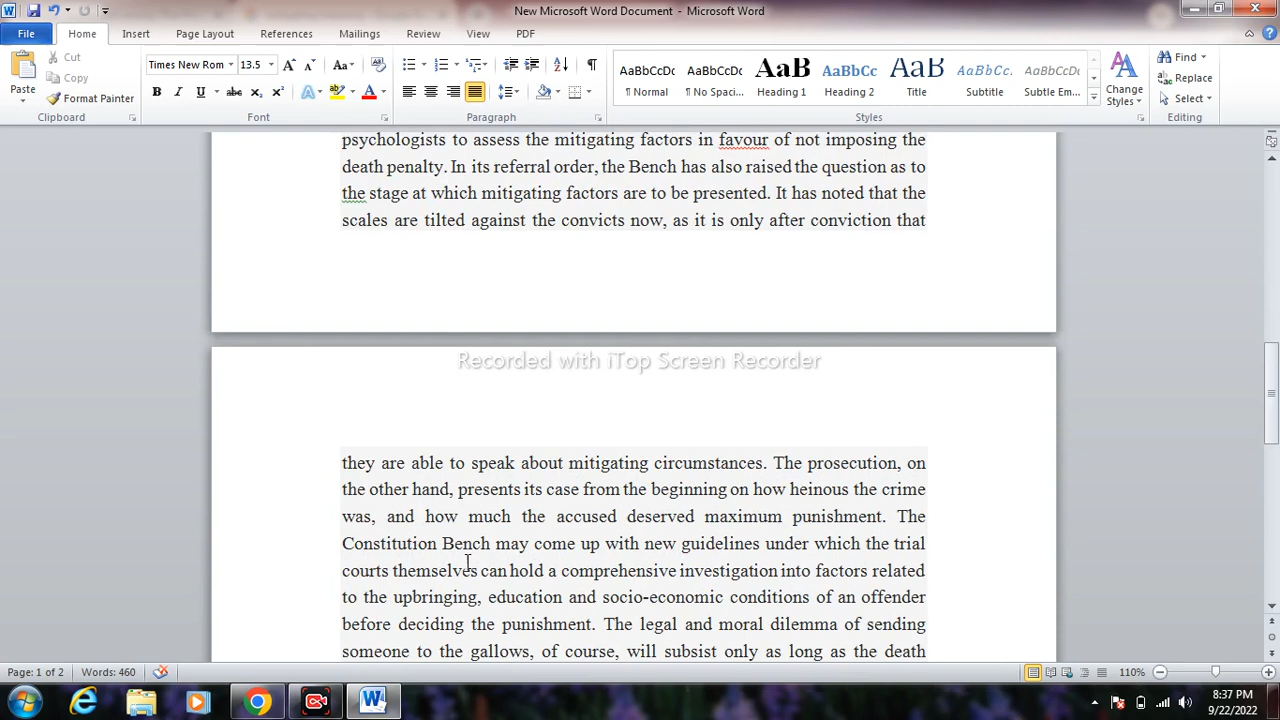 New Microsoft Word Document - Microsoft Word
File Home Insert Page Layout References Mailings Review View PDF
Paste
Cut
Copy
Format Painter
Clipboard
Times New Rom 13.5
Font
Paragraph
AaBbCcDc AaBbCcDc AaB AaBbCc AaB AaBbCcL AaBbCcDc
¶ Normal ¶ No Spaci... Heading 1 Heading 2 Title Subtitle Subtle Em...
Styles
Change Styles
Find
Replace
Select
Editing
psychologists to assess the mitigating factors in favour of not imposing the
death penalty. In its referral order, the Bench has also raised the question as to
the stage at which mitigating factors are to be presented. It has noted that the
scales are tilted against the convicts now, as it is only after conviction that
Recorded with iTop Screen Recorder
they are able to speak about mitigating circumstances. The prosecution, on
the other hand, presents its case from the beginning on how heinous the crime
was, and how much the accused deserved maximum punishment. The
Constitution Bench may come up with new guidelines under which the trial
courts themselves can hold a comprehensive investigation into factors related
to the upbringing, education and socio-economic conditions of an offender
before deciding the punishment. The legal and moral dilemma of sending
someone to the gallows, of course, will subsist only as long as the death
Page: 1 of 2 Words: 460 110%
8:37 PM
9/22/2022